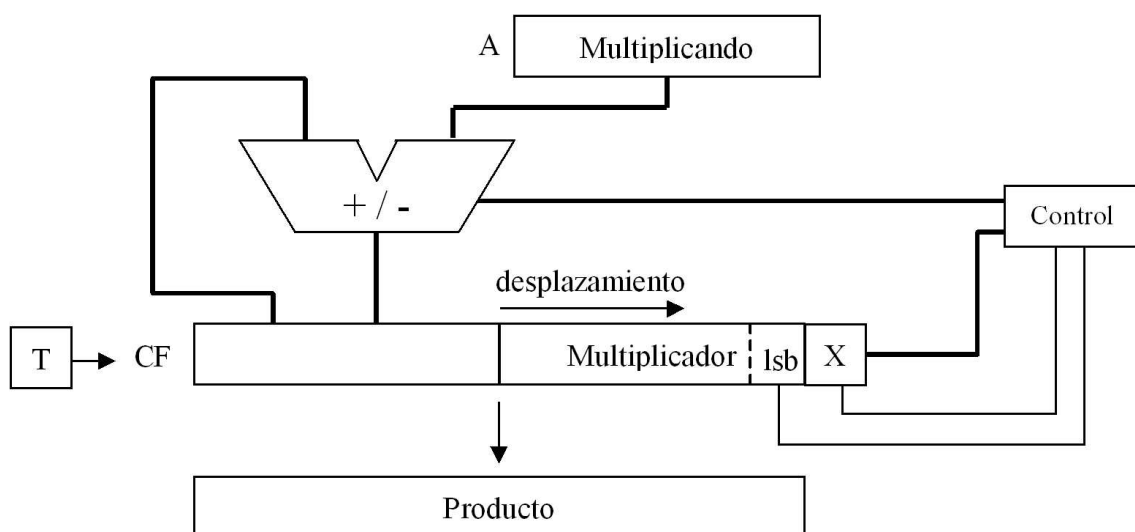 A
Multiplicando
+ / -
Control
desplazamiento
T
CF
Multiplicador
lsb
X
Producto